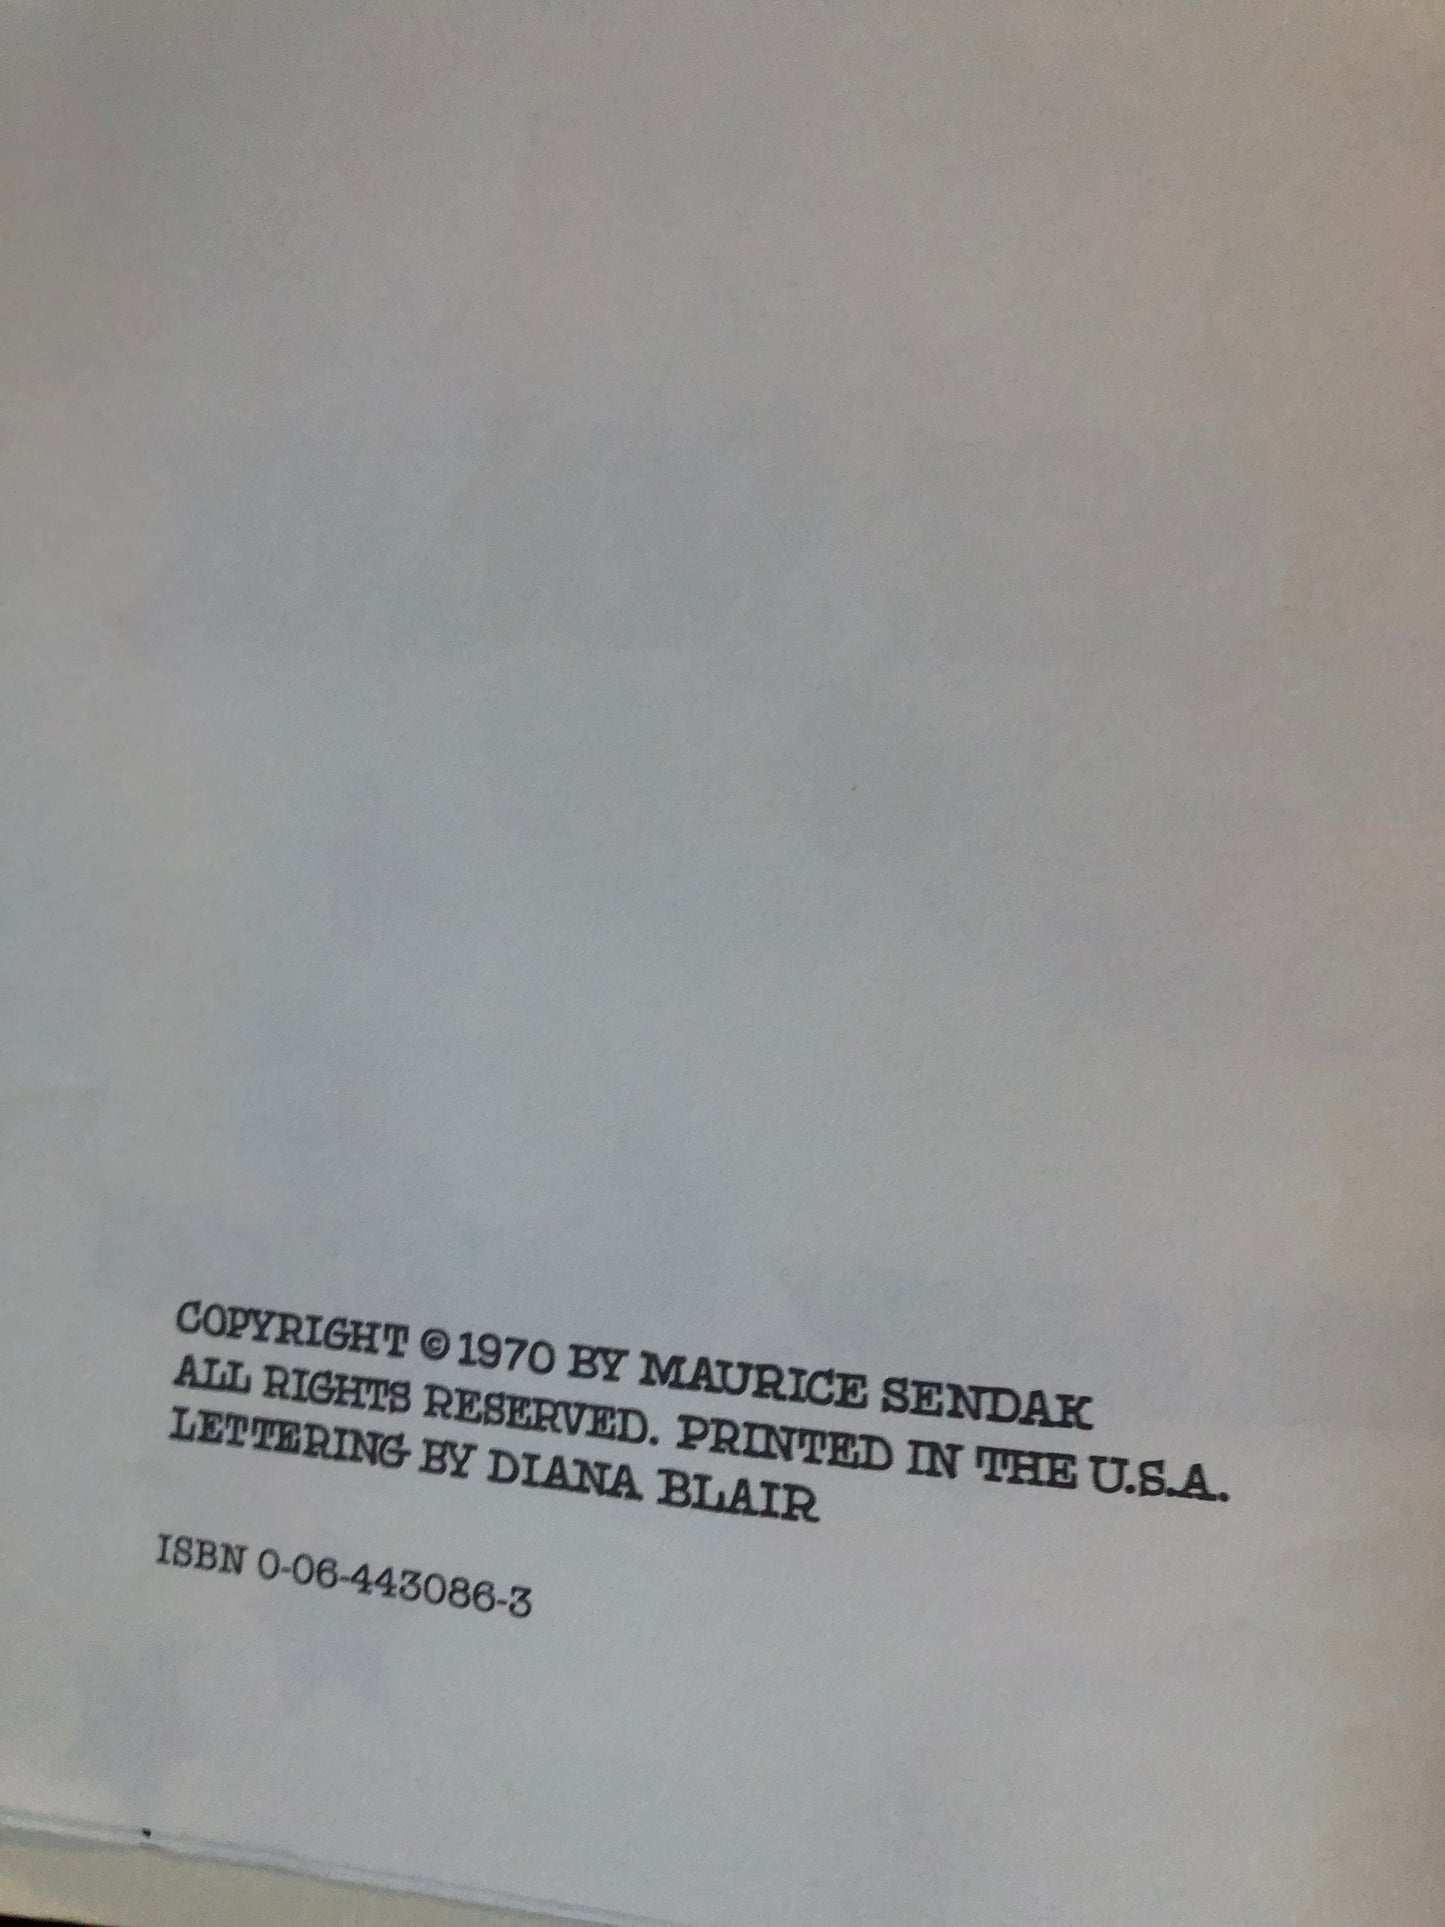 COPYRIGHT © 1970 BY MAURICE SENDAK
ALL RIGHTS RESERVED. PRINTED IN THE U.S.A.
LETTERING BY DIANA BLAIR
ISBN 0-06-443086-3